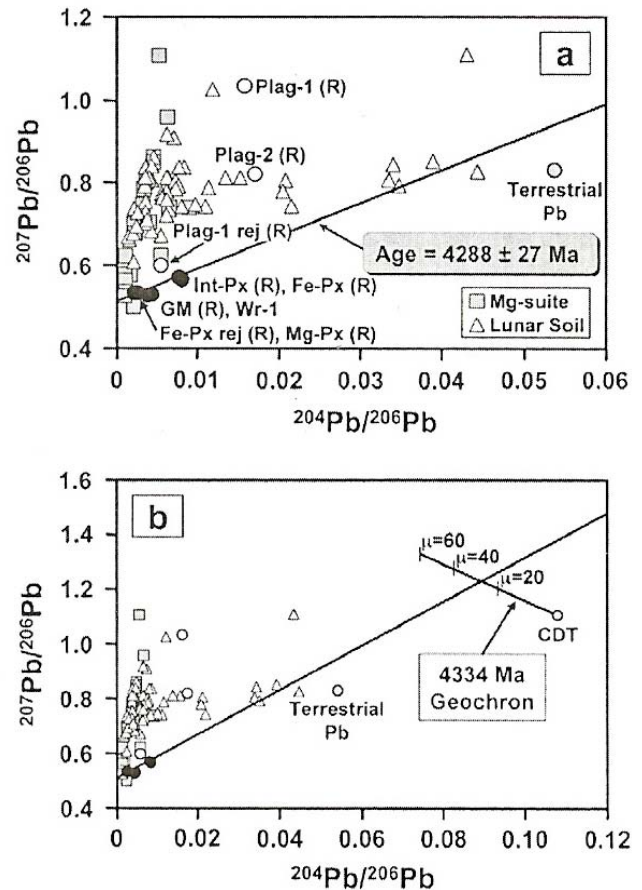 1.2
1.0
0.8
0.6
0.4
207Pb/206Pb
a
Plag-1 (R)
Plag-2 (R)
Terrestrial
Pb
Plag-1 rej (R)
Age = 4288 ± 27 Ma
Int-Px (R), Fe-Px (R)
GM (R), Wr-1
Fe-Px rej (R), Mg-Px (R)
Mg-suite
Lunar Soil
0 0.01 0.02 0.03 0.04 0.05 0.06
204Pb/206Pb
1.6
1.4
1.2
1.0
0.8
0.6
0.4
207Pb/206Pb
b
μ=60
μ=40
μ=20
CDT
4334 Ma
Geochron
Terrestrial
Pb
0 0.02 0.04 0.06 0.08 0.10 0.12
204Pb/206Pb